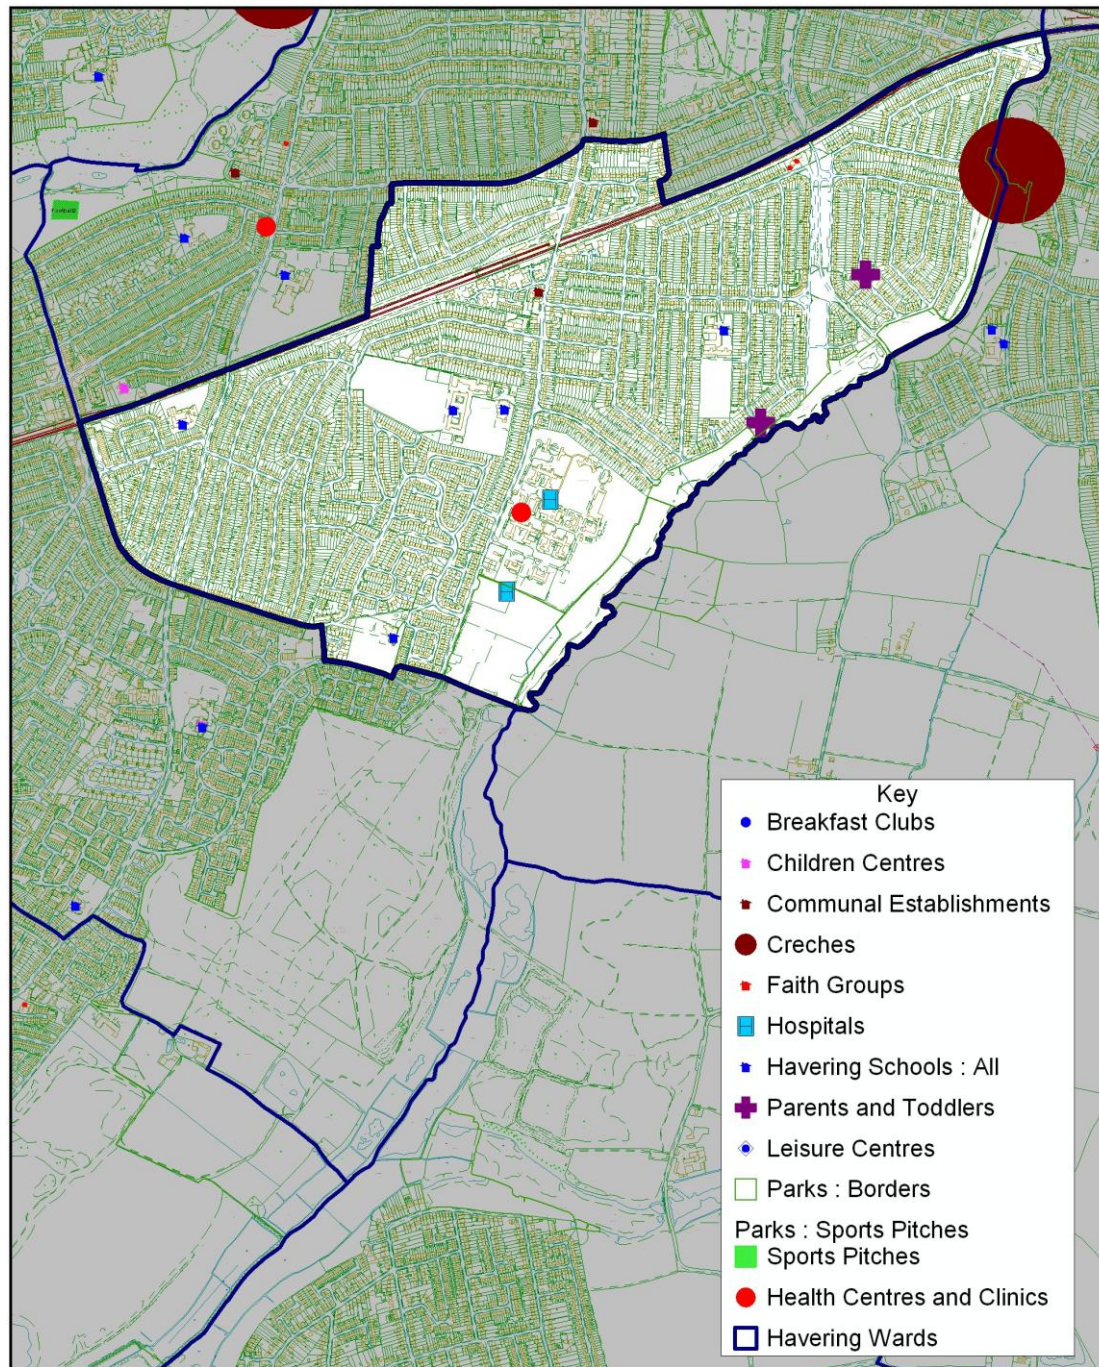 Key
Breakfast Clubs
Children Centres
Communal Establishments
Creches
Faith Groups
Hospitals
Havering Schools : All
Parents and Toddlers
Leisure Centres
Parks : Borders
Parks : Sports Pitches
Sports Pitches
Health Centres and Clinics
Havering Wards